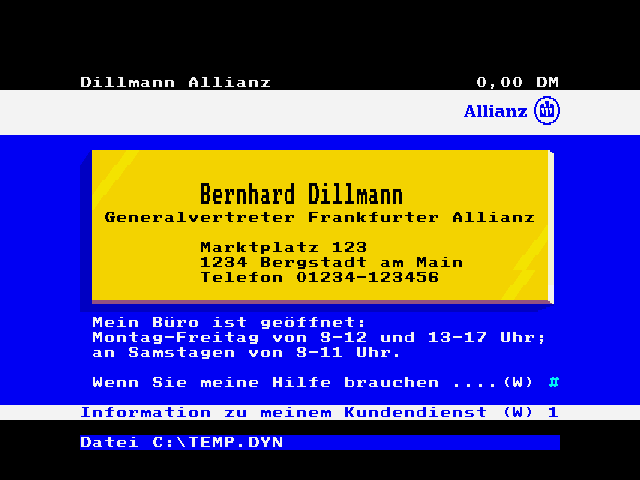 Dillmann Allianz 0,00 DM
Allianz
Bernhard Dillmann
Generalvertreter Frankfurter Allianz
Marktplatz 123
1234 Bergstadt am Main
Telefon 01234-123456
Mein Büro ist geöffnet:
Montag-Freitag von 8-12 und 13-17 Uhr;
an Samstagen von 8-11 Uhr.
Wenn Sie meine Hilfe brauchen ....(W) #
Information zu meinem Kundendienst (W) 1
Datei C:\TEMP.DYN